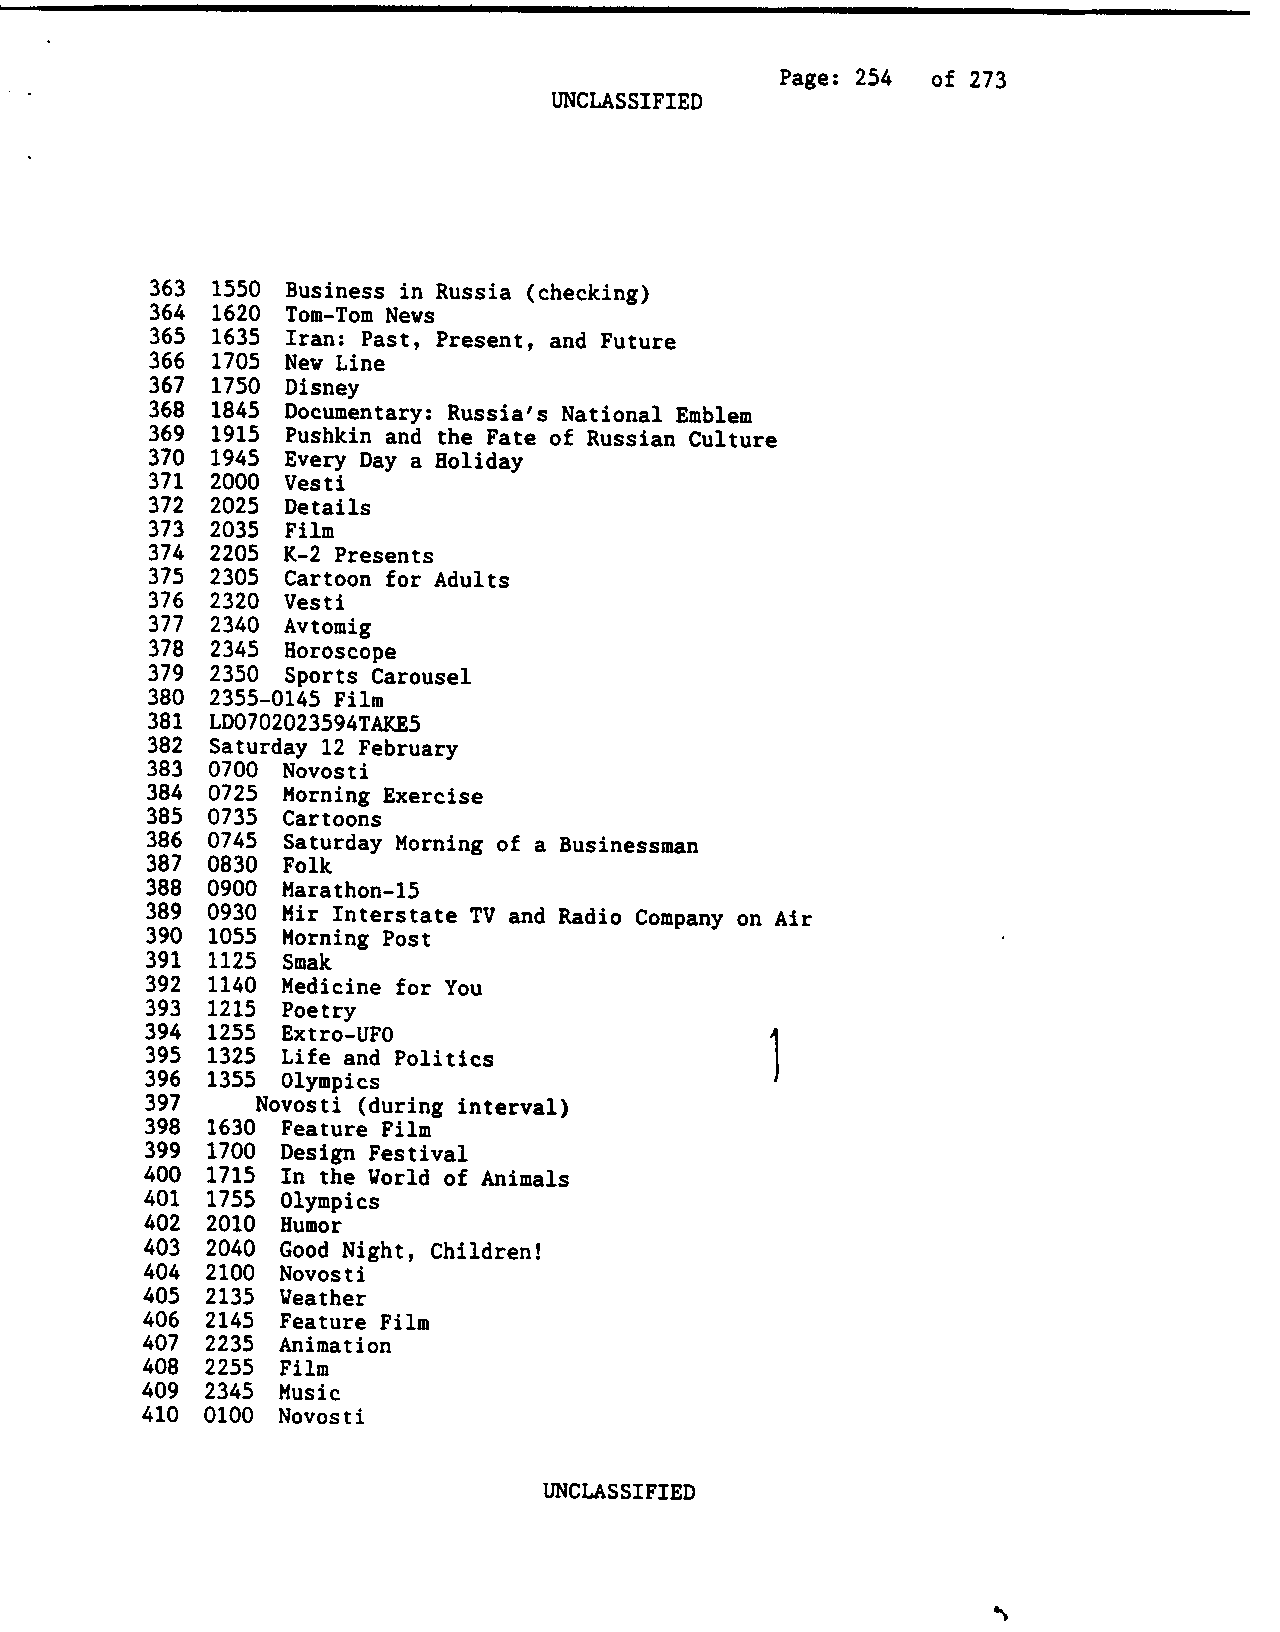 Page: 254 of 273
UNCLASSIFIED
363 1550 Business in Russia (checking)
364 1620 Tom-Tom News
365 1635 Iran: Past, Present, and Future
366 1705 New Line
367 1750 Disney
368 1845 Documentary: Russia's National Emblem
369 1915 Pushkin and the Fate of Russian Culture
370 1945 Every Day a Holiday
371 2000 Vesti
372 2025 Details
373 2035 Film
374 2205 K-2 Presents
375 2305 Cartoon for Adults
376 2320 Vesti
377 2340 Avtomig
378 2345 Horoscope
379 2350 Sports Carousel
380 2355-0145 Film
381 LD0702023594TAKE5
382 Saturday 12 February
383 0700 Novosti
384 0725 Morning Exercise
385 0735 Cartoons
386 0745 Saturday Morning of a Businessman
387 0830 Folk
388 0900 Marathon-15
389 0930 Mir Interstate TV and Radio Company on Air
390 1055 Morning Post
391 1125 Smak
392 1140 Medicine for You
393 1215 Poetry
394 1255 Extro-UFO
395 1325 Life and Politics
396 1355 Olympics
397 Novosti (during interval)
398 1630 Feature Film
399 1700 Design Festival
400 1715 In the World of Animals
401 1755 Olympics
402 2010 Humor
403 2040 Good Night, Children!
404 2100 Novosti
405 2135 Weather
406 2145 Feature Film
407 2235 Animation
408 2255 Film
409 2345 Music
410 0100 Novosti
UNCLASSIFIED